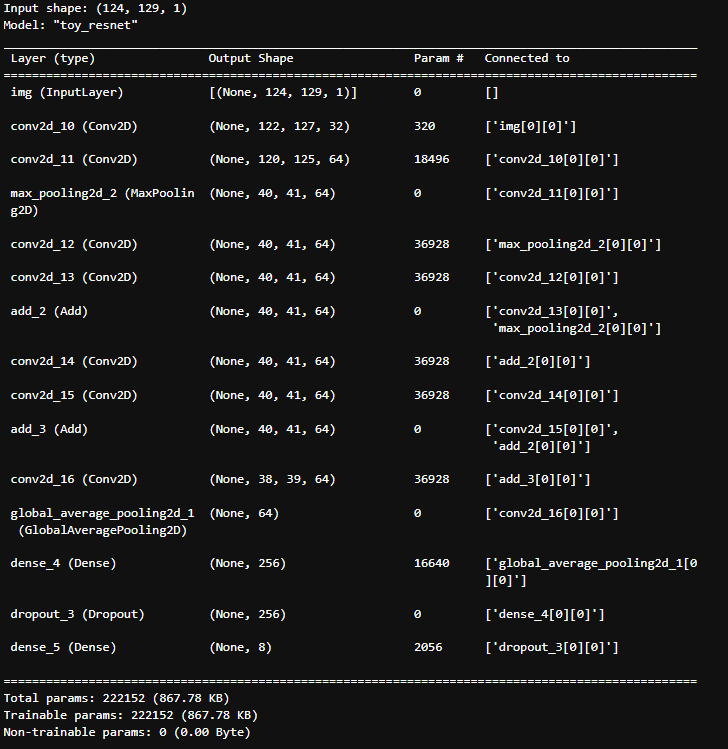 Input shape: (124, 129, 1)
Model: "toy_resnet"
Layer (type) Output Shape Param # Connected to
img (InputLayer) [(None, 124, 129, 1)] 0 []
conv2d_10 (Conv2D) (None, 122, 127, 32) 320 ['img[0][0]']
conv2d_11 (Conv2D) (None, 120, 125, 64) 18496 ['conv2d_10[0][0]']
max_pooling2d_2 (MaxPoolin (None, 40, 41, 64) 0 ['conv2d_11[0][0]']
g2D)
conv2d_12 (Conv2D) (None, 40, 41, 64) 36928 ['max_pooling2d_2[0][0]']
conv2d_13 (Conv2D) (None, 40, 41, 64) 36928 ['conv2d_12[0][0]']
add_2 (Add) (None, 40, 41, 64) 0 ['conv2d_13[0][0]',
'max_pooling2d_2[0][0]']
conv2d_14 (Conv2D) (None, 40, 41, 64) 36928 ['add_2[0][0]']
conv2d_15 (Conv2D) (None, 40, 41, 64) 36928 ['conv2d_14[0][0]']
add_3 (Add) (None, 40, 41, 64) 0 ['conv2d_15[0][0]',
'add_2[0][0]']
conv2d_16 (Conv2D) (None, 38, 39, 64) 36928 ['add_3[0][0]']
global_average_pooling2d_1 (None, 64) 0 ['conv2d_16[0][0]']
(GlobalAveragePooling2D)
dense_4 (Dense) (None, 256) 16640 ['global_average_pooling2d_1[0
][0]']
dropout_3 (Dropout) (None, 256) 0 ['dense_4[0][0]']
dense_5 (Dense) (None, 8) 2056 ['dropout_3[0][0]']
Total params: 222152 (867.78 KB)
Trainable params: 222152 (867.78 KB)
Non-trainable params: 0 (0.00 Byte)